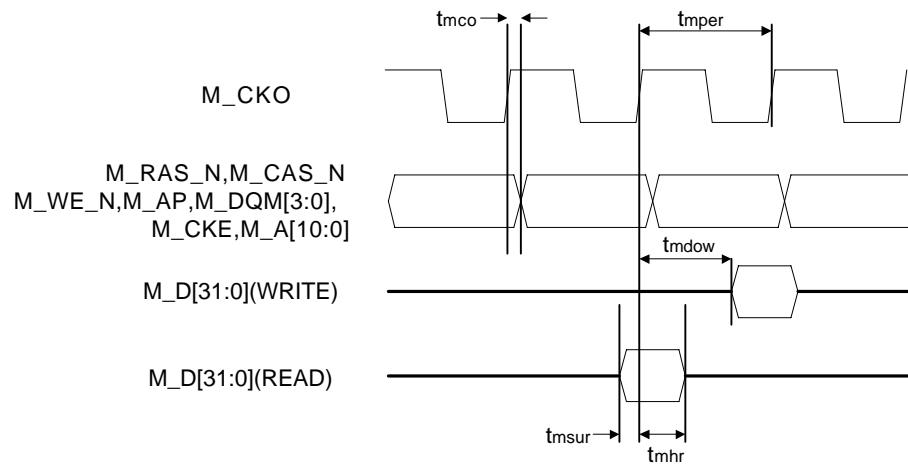 tmco
tmper
M_CKO
M_RAS_N,M_CAS_N
M_WE_N,M_AP,M_DQM[3:0],
M_CKE,M_A[10:0]
tmdow
M_D[31:0](WRITE)
M_D[31:0](READ)
tmsur
tmhr